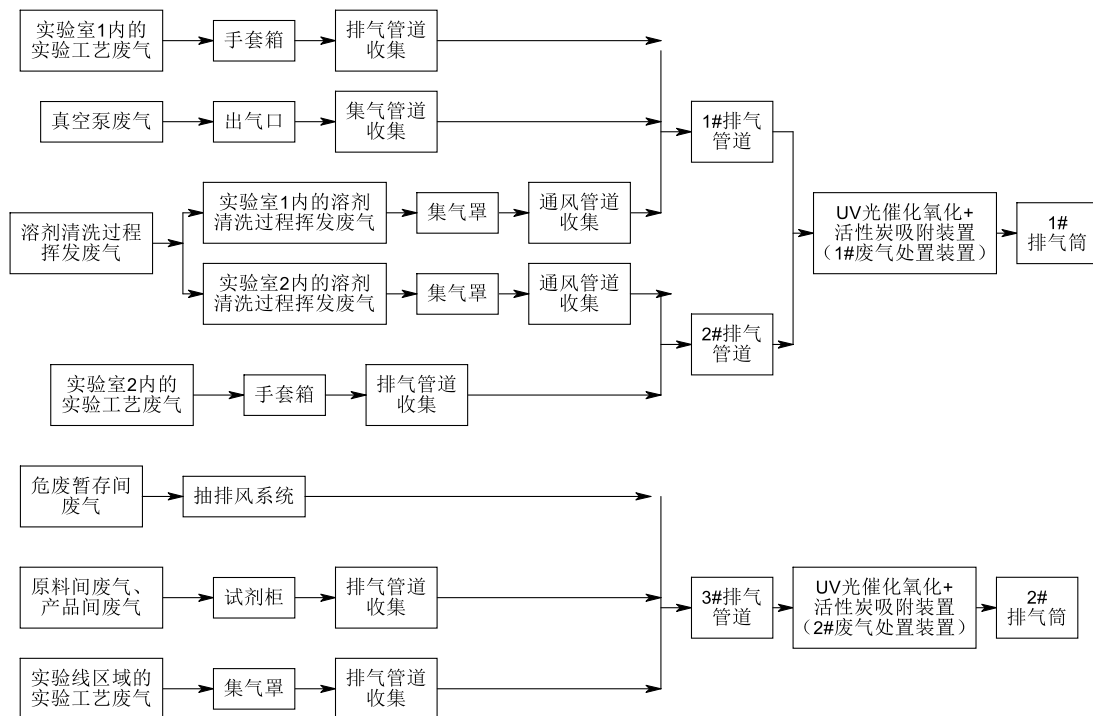 实验室1内的
实验工艺废气
手套箱
排气管道
收集
真空泵废气
出气口
集气管道
收集
1#排气
管道
溶剂清洗过程
挥发废气
实验室1内的溶剂
清洗过程挥发废气
集气罩
通风管道
收集
实验室2内的溶剂
清洗过程挥发废气
集气罩
通风管道
收集
UV光催化氧化+
活性炭吸附装置
（1#废气处置装置）
1#
排气筒
2#排气
管道
实验室2内的
实验工艺废气
手套箱
排气管道
收集
危废暂存间
废气
抽排风系统
原料间废气、
产品间废气
试剂柜
排气管道
收集
3#排气
管道
UV光催化氧化+
活性炭吸附装置
（2#废气处置装置）
2#
排气筒
实验线区域的
实验工艺废气
集气罩
排气管道
收集